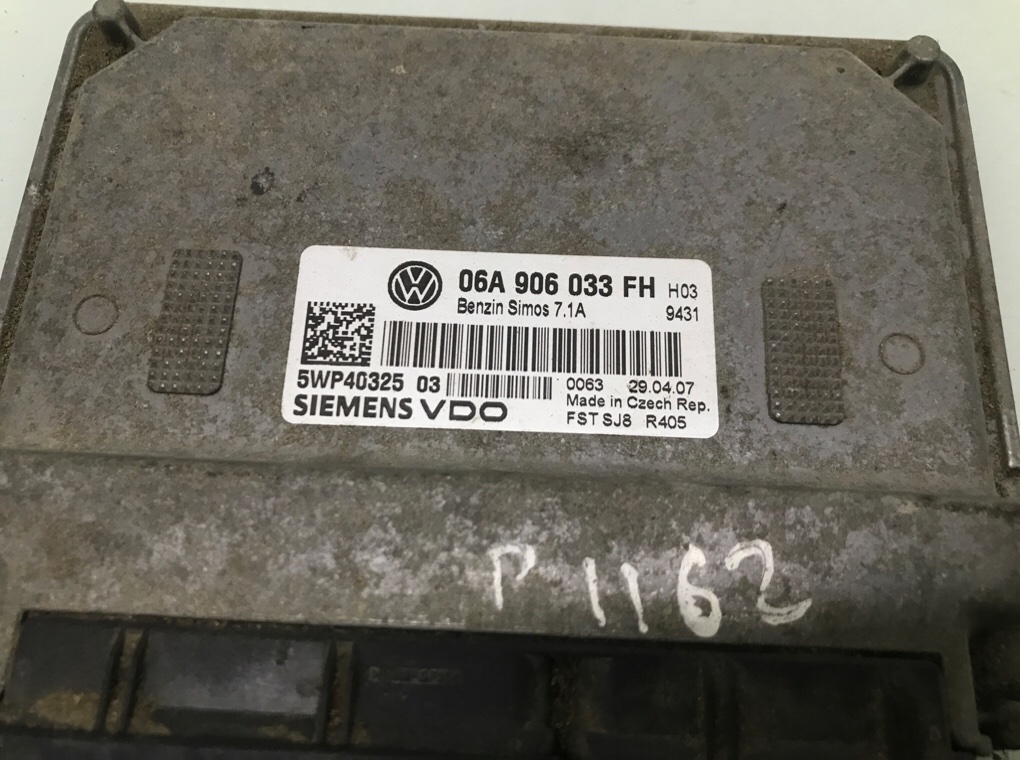 06A 906 033 FH H03
Benzin Simos 7.1A 9431
5WP40325 03 0063 29.04.07
Made in Czech Rep.
SIEMENS VDO
FST SJ8 R405
P 1162